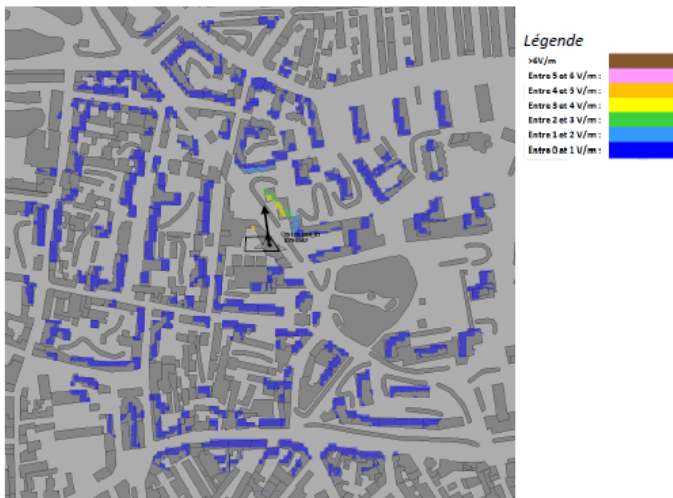 Légende
>6V/m
Entre 5 et 6 V/m :
Entre 4 et 5 V/m :
Entre 3 et 4 V/m :
Entre 2 et 3 V/m :
Entre 1 et 2 V/m :
Entre 0 et 1 V/m :